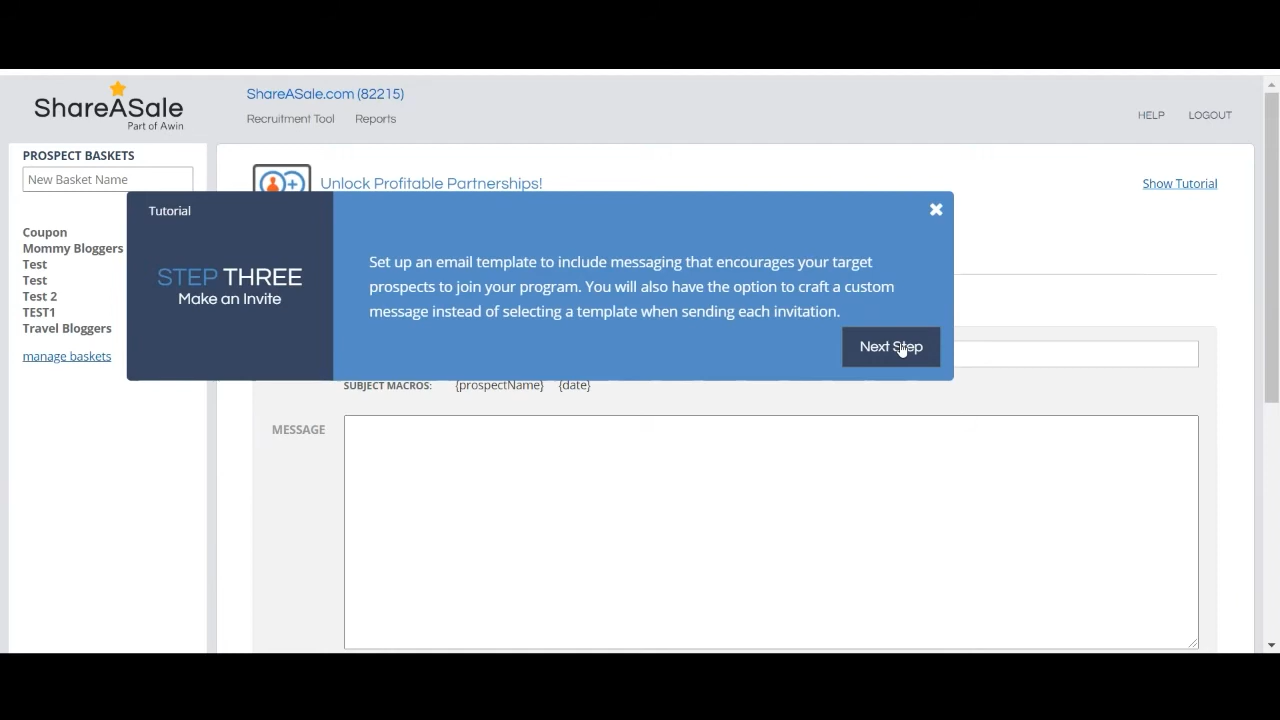 ShareASale
Part of Awin
ShareASale.com (82215)
Recruitment Tool Reports
HELP LOGOUT
PROSPECT BASKETS
New Basket Name
Coupon
Mommy Bloggers
Test
Test
Test 2
TEST1
Travel Bloggers
manage baskets
Unlock Profitable Partnerships!
Show Tutorial
Tutorial
STEP THREE
Make an Invite
Set up an email template to include messaging that encourages your target
prospects to join your program. You will also have the option to craft a custom
message instead of selecting a template when sending each invitation.
Next Step
SUBJECT MACROS: {prospectName} {date}
MESSAGE